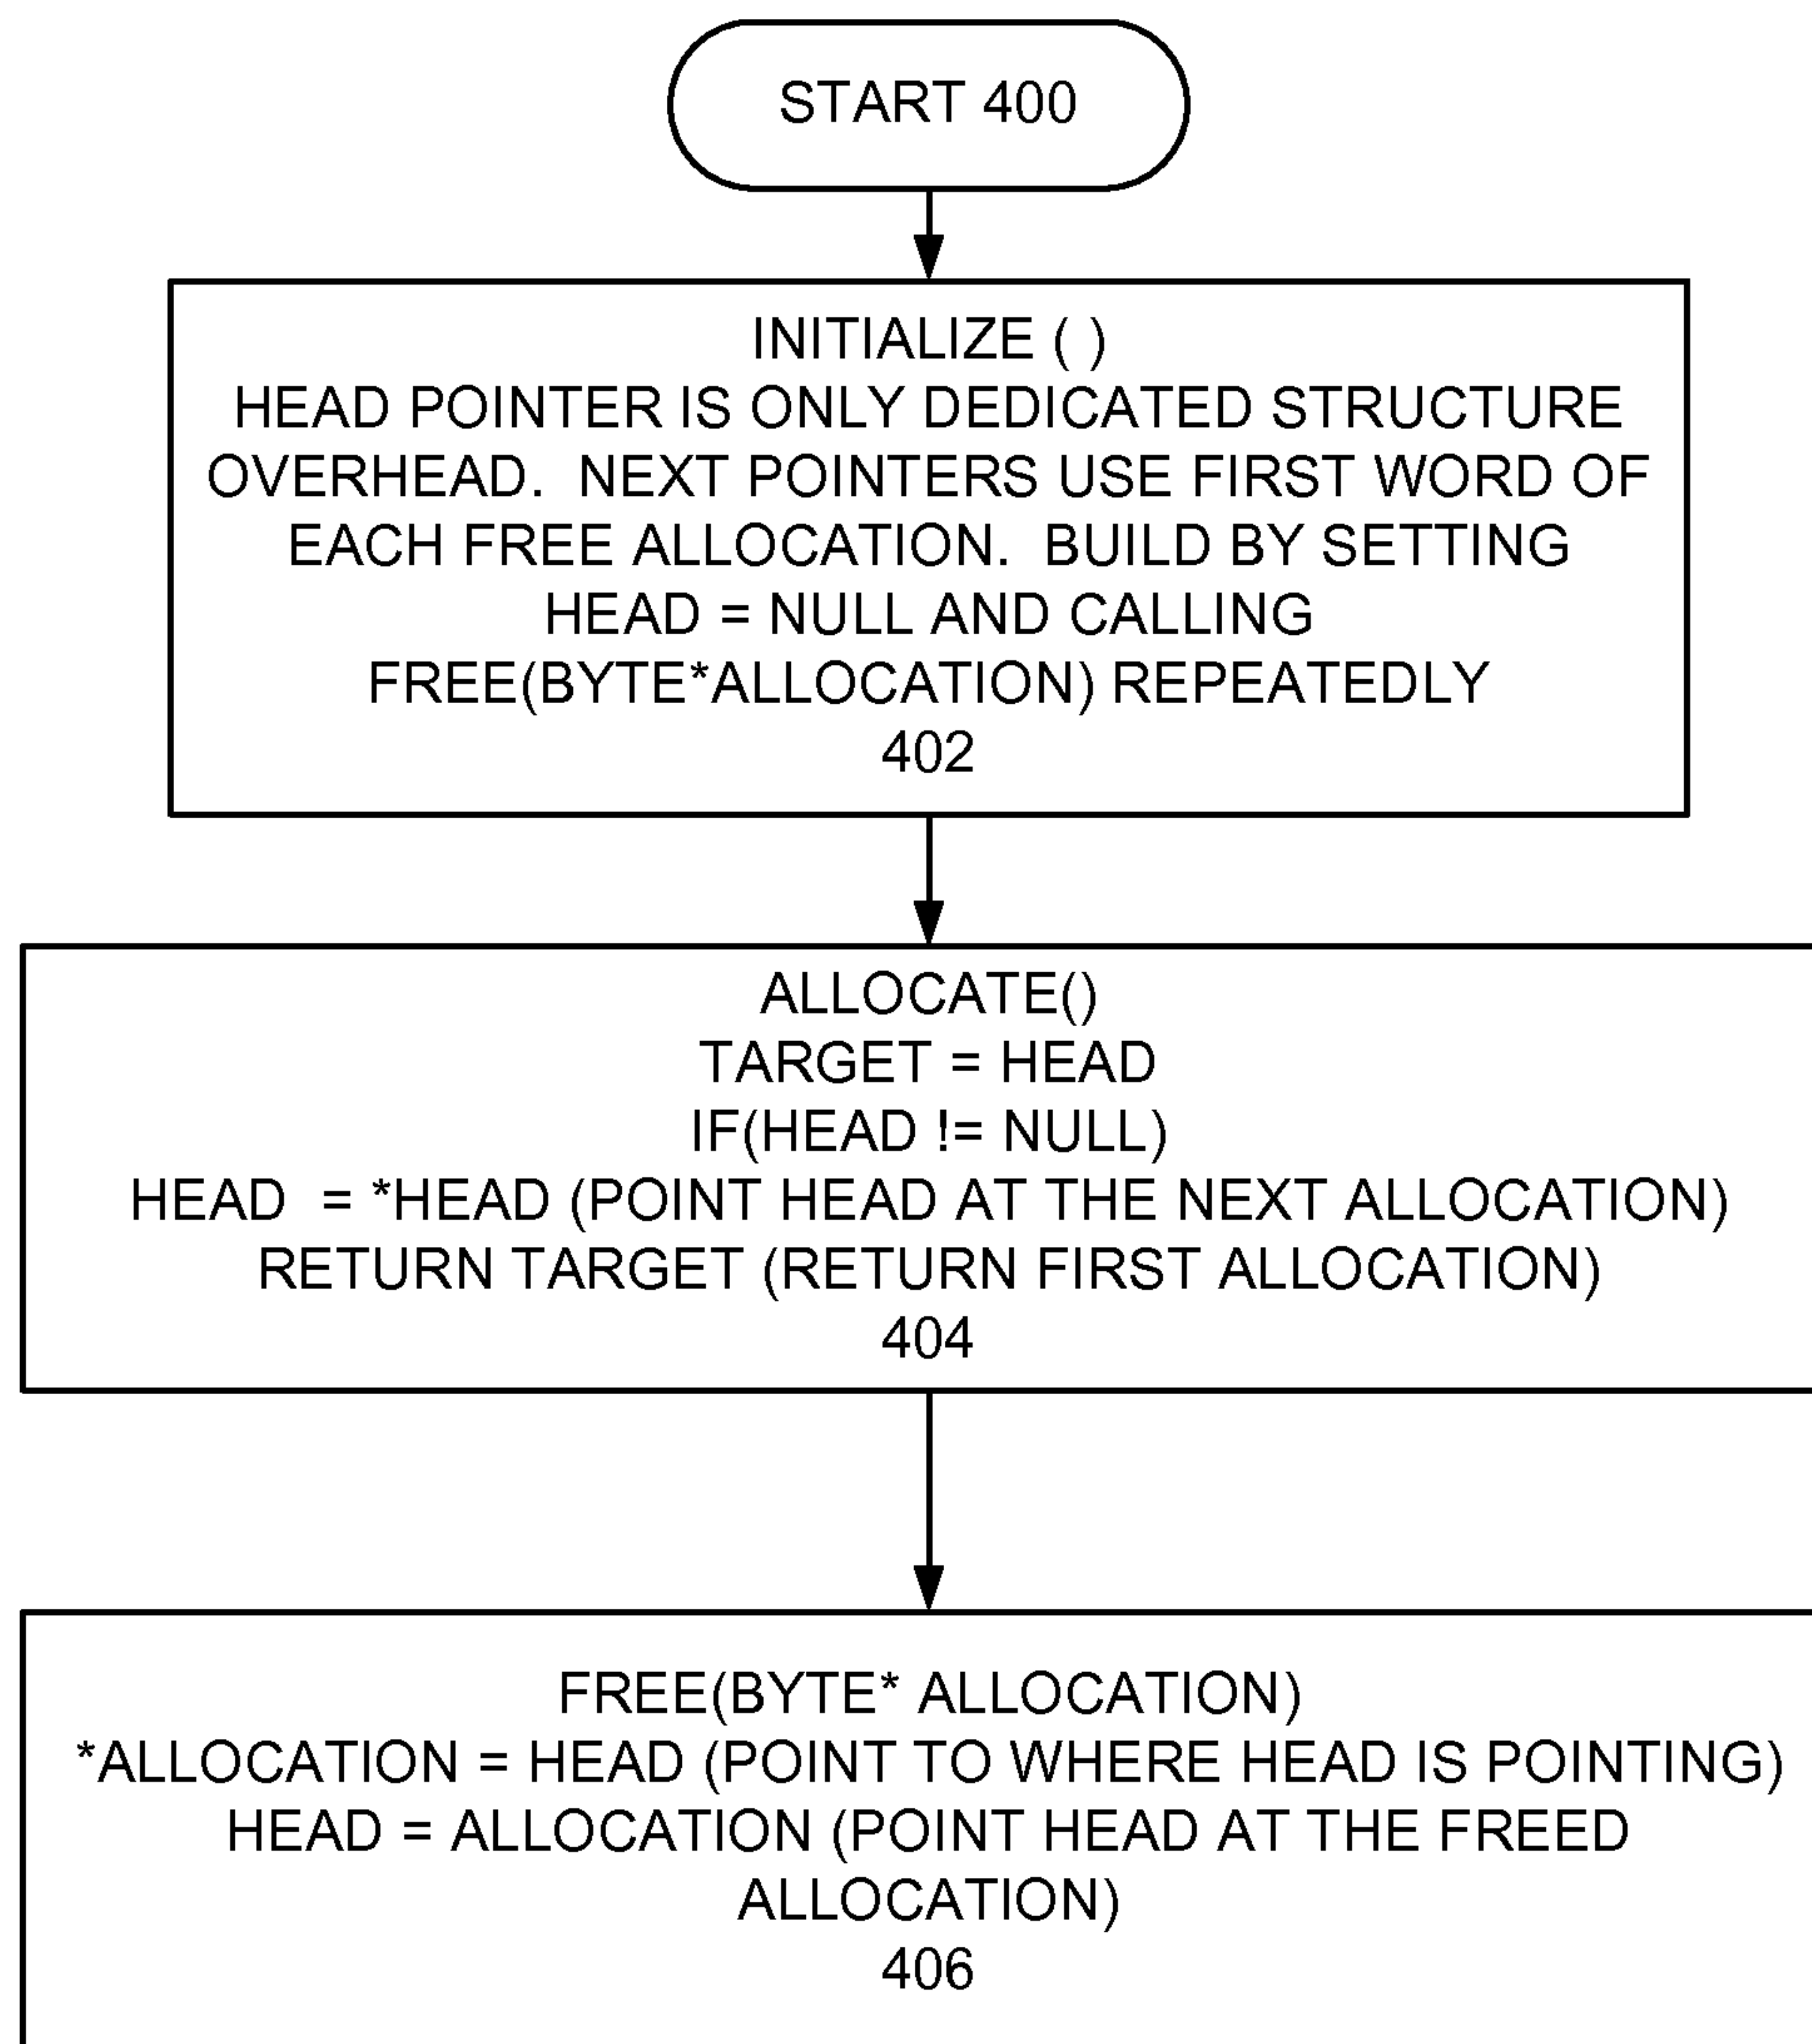 START 400
INITIALIZE ( )
HEAD POINTER IS ONLY DEDICATED STRUCTURE
OVERHEAD. NEXT POINTERS USE FIRST WORD OF
EACH FREE ALLOCATION. BUILD BY SETTING
HEAD = NULL AND CALLING
FREE(BYTE*ALLOCATION) REPEATEDLY
402
ALLOCATE()
TARGET = HEAD
IF(HEAD != NULL)
HEAD = *HEAD (POINT HEAD AT THE NEXT ALLOCATION)
RETURN TARGET (RETURN FIRST ALLOCATION)
404
FREE(BYTE* ALLOCATION)
*ALLOCATION = HEAD (POINT TO WHERE HEAD IS POINTING)
HEAD = ALLOCATION (POINT HEAD AT THE FREED
ALLOCATION)
406